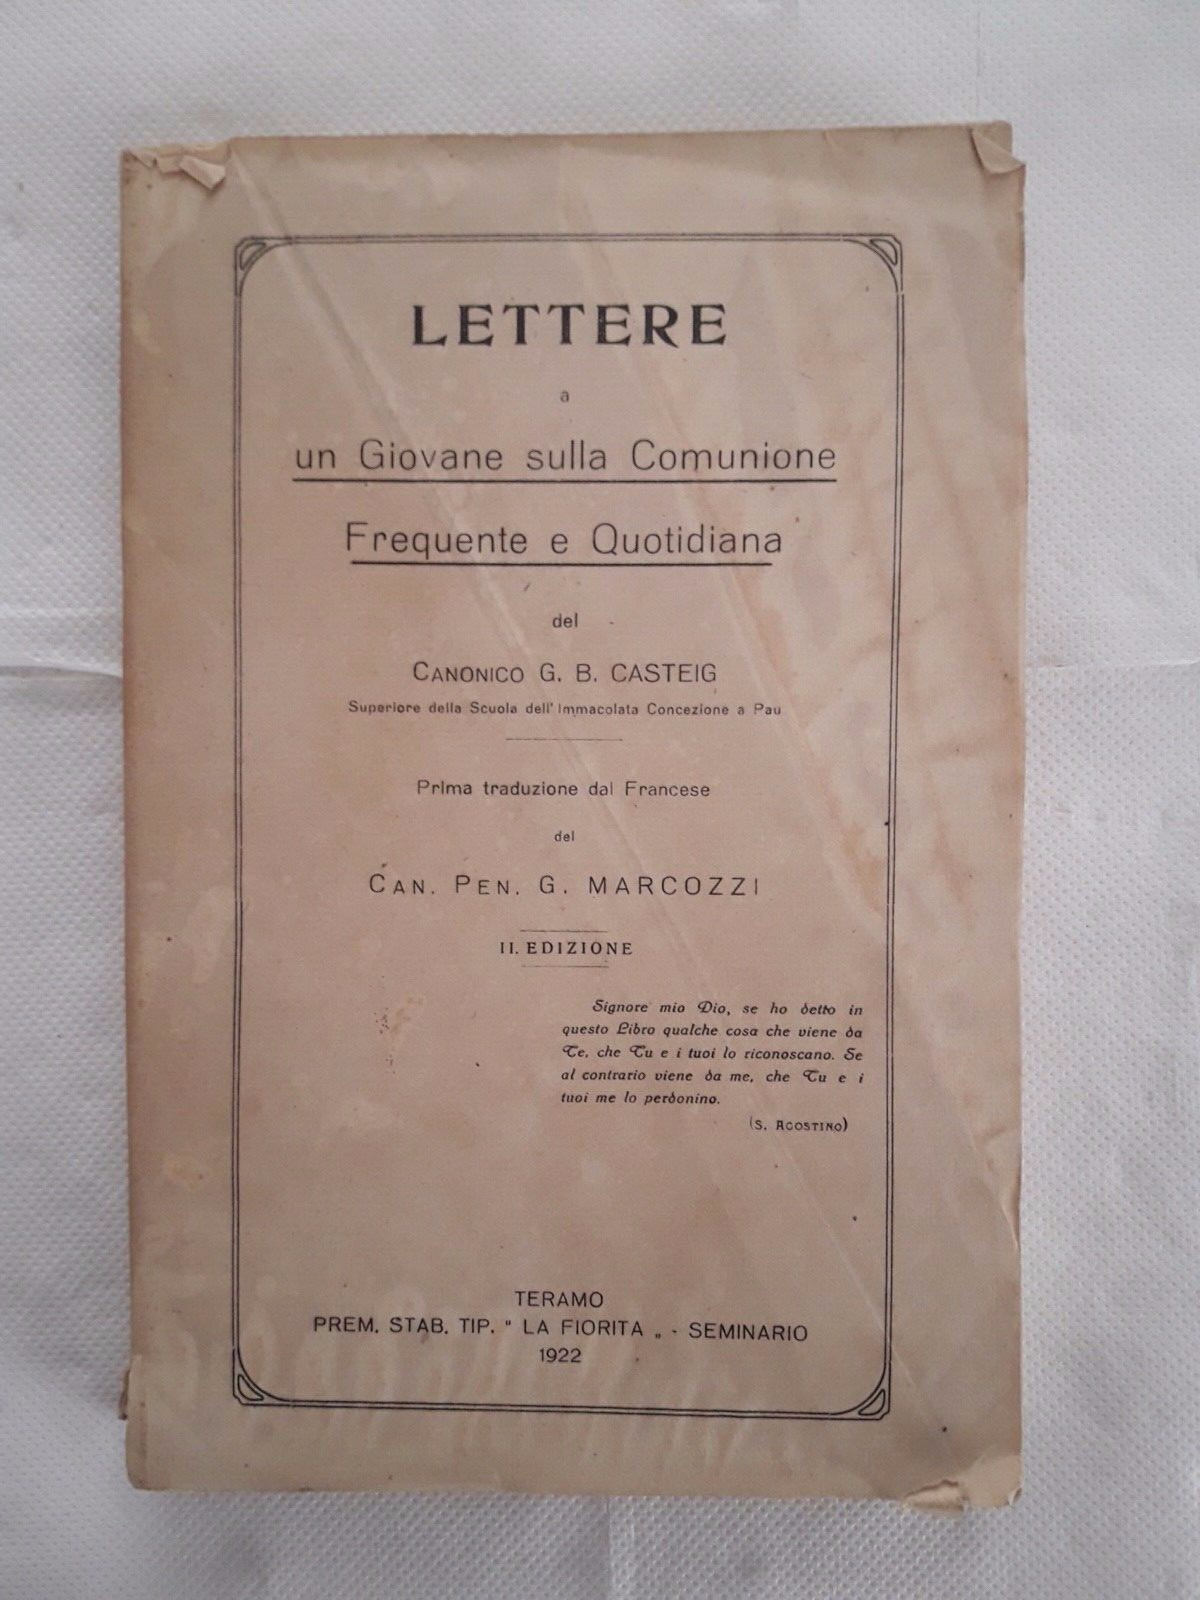 LETTERE
a
un Giovane sulla Comunione
Frequente e Quotidiana
del
CANONICO G. B. CASTEIG
Superiore della Scuola dell' Immacolata Concezione a Pau
Prima traduzione dal Francese
del
CAN. PEN. G. MARCOZZI
II. EDIZIONE
Signore mio Dio, se ho detto in
questo Libro qualche cosa che viene da
Te, che Tu e i tuoi lo riconoscano. Se
al contrario viene da me, che Tu e i
tuoi me lo perdonino.
(S. AGOSTINO)
TERAMO
PREM. STAB. TIP. " LA FIORITA „ - SEMINARIO
1922